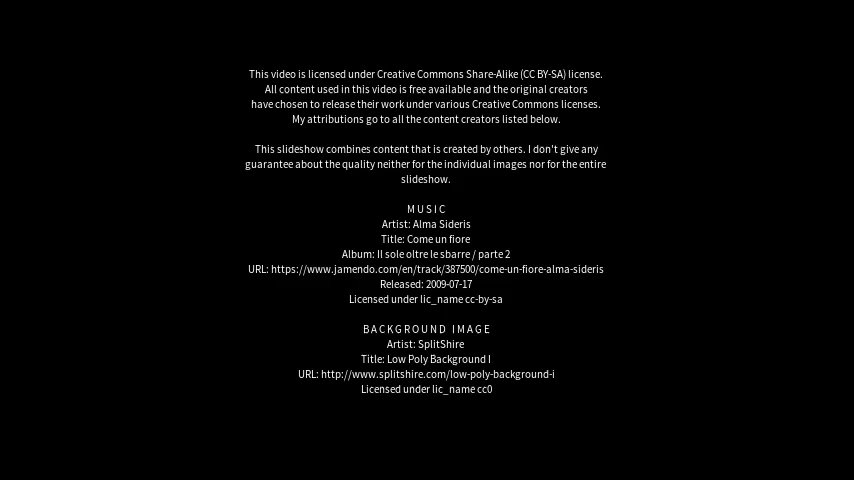 This video is licensed under Creative Commons Share-Alike (CC BY-SA) license.
All content used in this video is free available and the original creators
have chosen to release their work under various Creative Commons licenses.
My attributions go to all the content creators listed below.
This slideshow combines content that is created by others. I don't give any
guarantee about the quality neither for the individual images nor for the entire
slideshow.
MUSIC
Artist: Alma Sideris
Title: Come un fiore
Album: Il sole oltre le sbarre / parte 2
URL: https://www.jamendo.com/en/track/387500/come-un-fiore-alma-sideris
Released: 2009-07-17
Licensed under lic_name cc-by-sa
BACKGROUND IMAGE
Artist: SplitShire
Title: Low Poly Background I
URL: http://www.splitshire.com/low-poly-background-i
Licensed under lic_name cc0